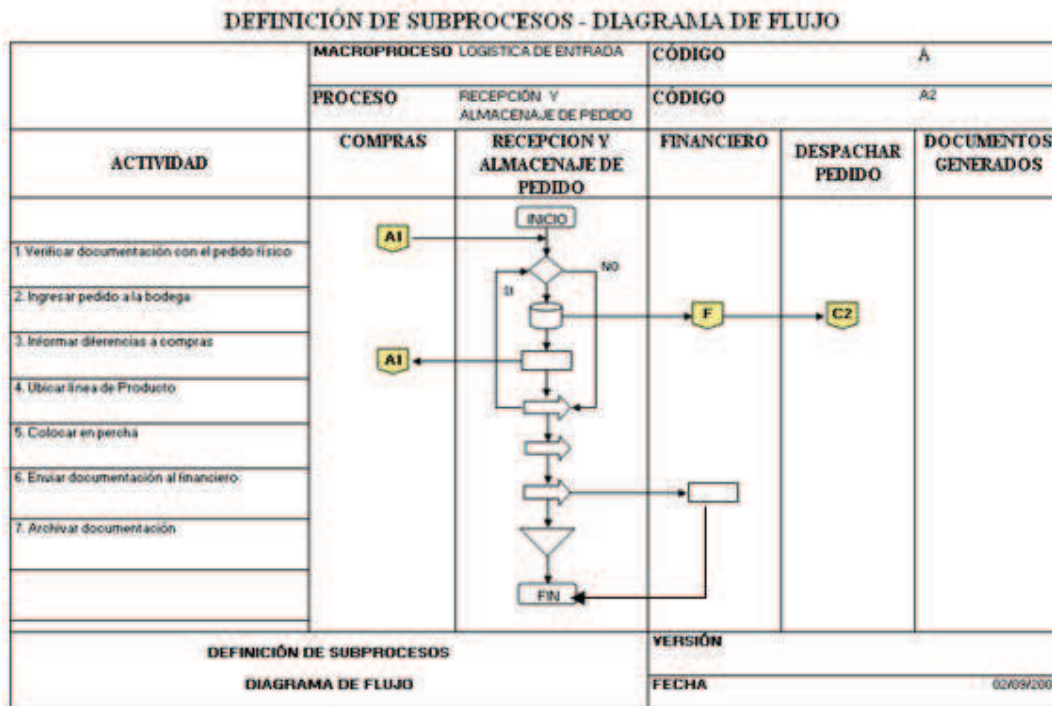 DEFINICIÓN DE SUBPROCESOS - DIAGRAMA DE FLUJO
MACROPROCESO LOGISTICA DE ENTRADA CÓDIGO A
PROCESO RECEPCIÓN Y CÓDIGO A2
ALMACENAJE DE PEDIDO
ACTIVIDAD
COMPRAS
RECEPCION Y
ALMACENAJE DE
PEDIDO
FINANCIERO
DESPACHAR
PEDIDO
DOCUMENTOS
GENERADOS
INICIO
A1
1. Verificar documentación con el pedido físico
NO
SI
2. Ingresar pedido a la bodega
F
C2
3. Informar diferencias a compras
A1
4. Ubicar línea de Producto
5. Colocar en percha
6. Enviar documentación al financiero
7. Archivar documentación
FIN
DEFINICIÓN DE SUBPROCESOS
DIAGRAMA DE FLUJO
VERSIÓN
FECHA
02/09/200